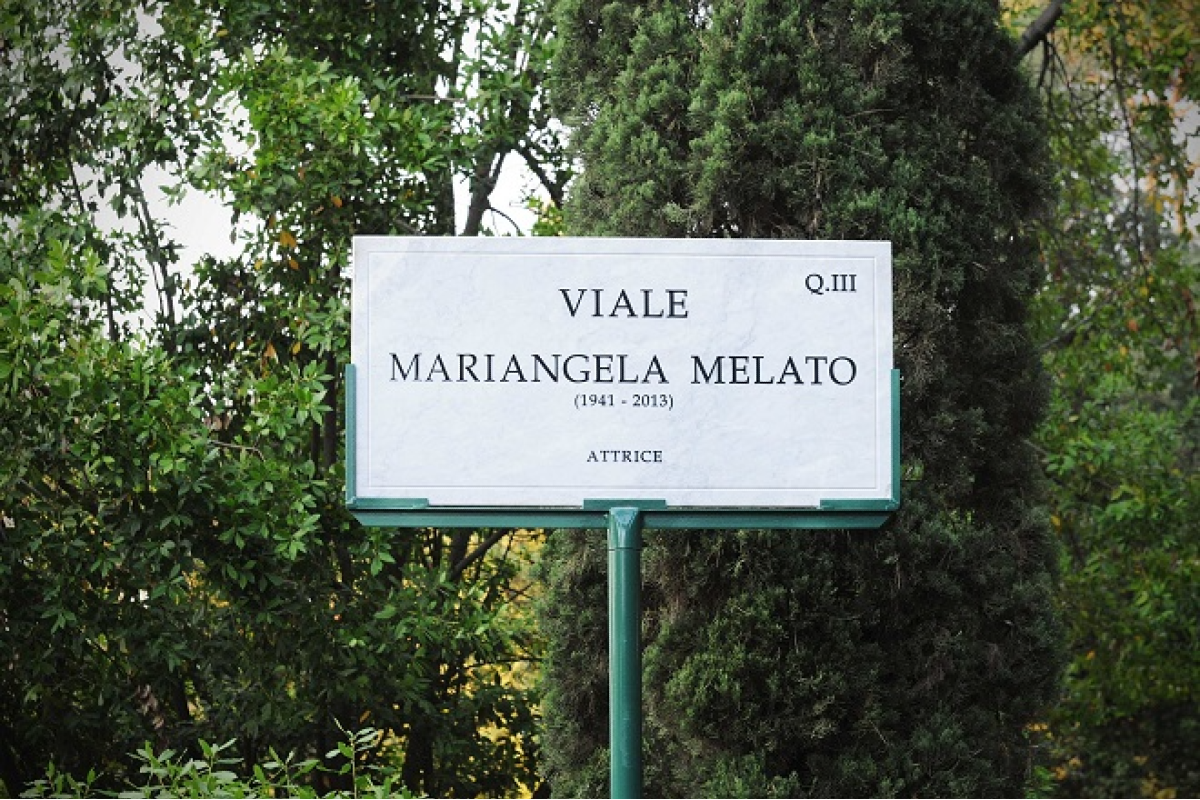 Q.III
VIALE
MARIANGELA MELATO
(1941 - 2013)
ATTRICE